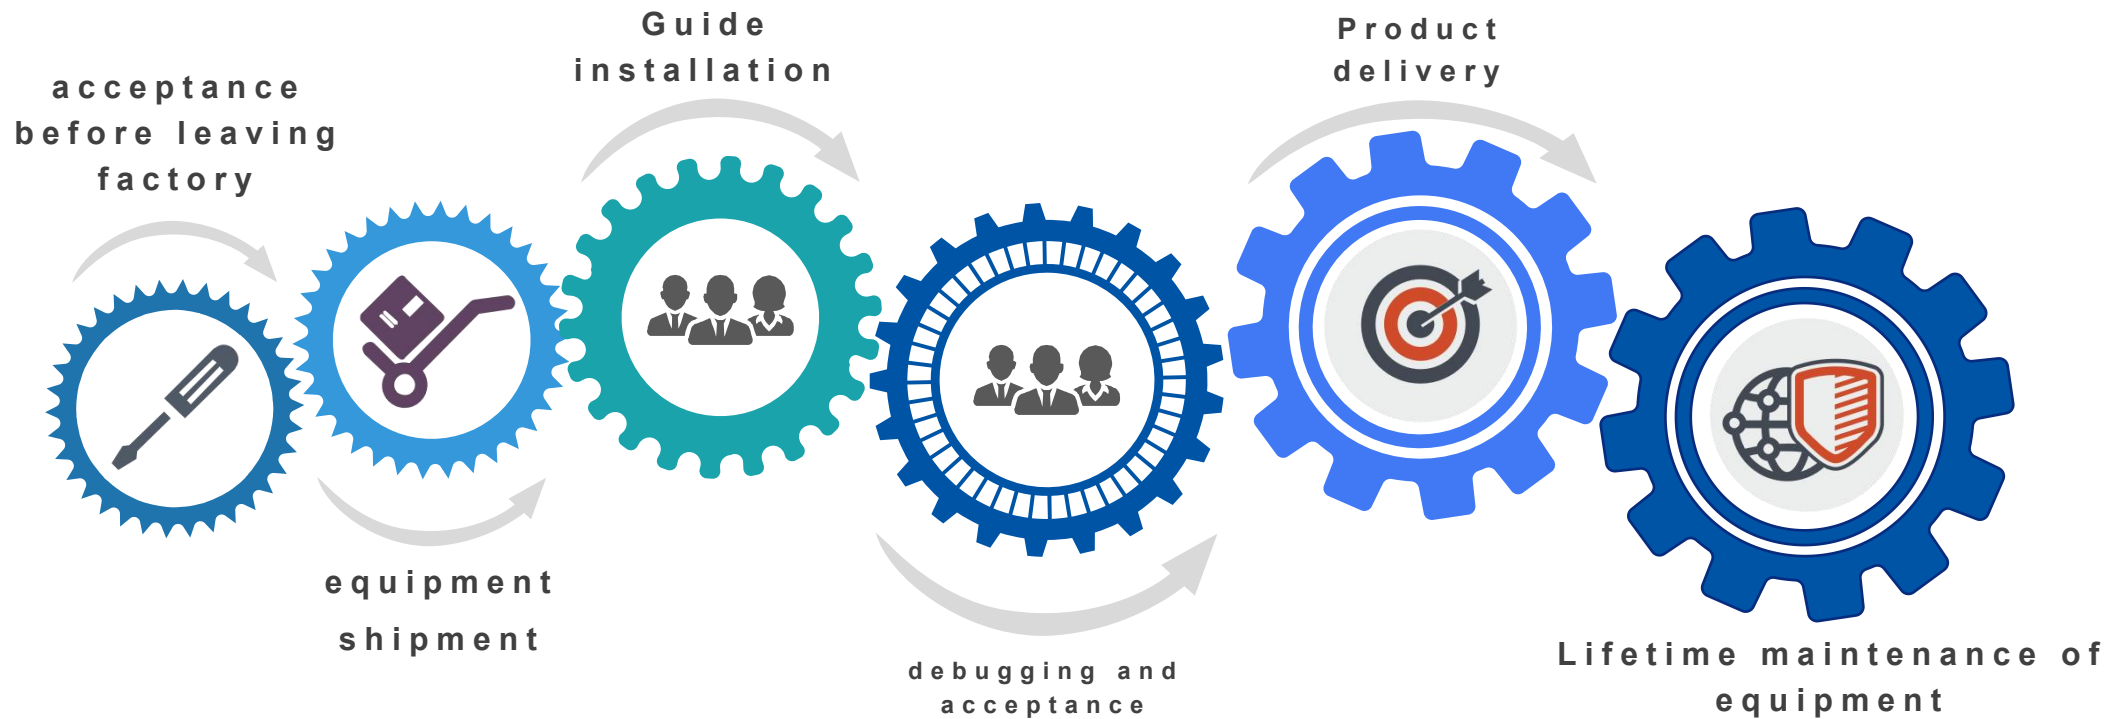 acceptance
before leaving
factory
equipment
shipment
Guide
installation
debugging and
acceptance
Product
delivery
Lifetime maintenance of
equipment